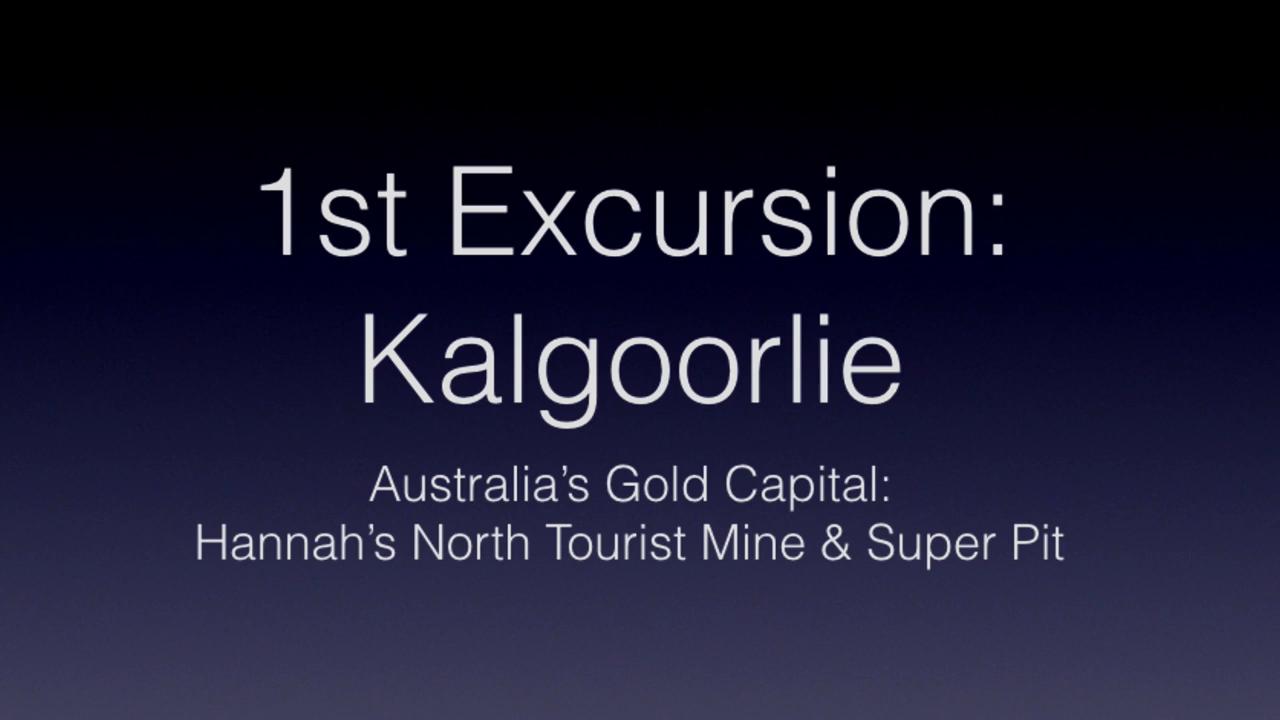 1st Excursion:
Kalgoorlie
Australia’s Gold Capital:
Hannah’s North Tourist Mine & Super Pit